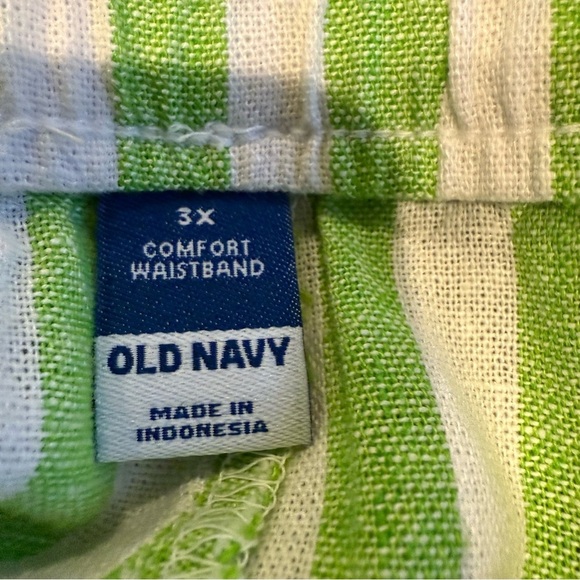 3X
COMFORT
WAISTBAND
OLD NAVY
MADE IN
INDONESIA